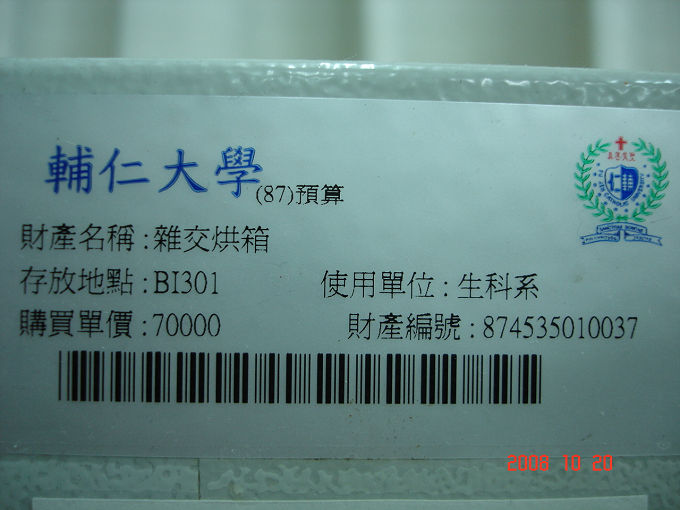 輔仁大學(87)預算
財產名稱:雜交烘箱
存放地點:BI301 使用單位:生科系
購買單價:70000 財產編號:874535010037
2008 10 20